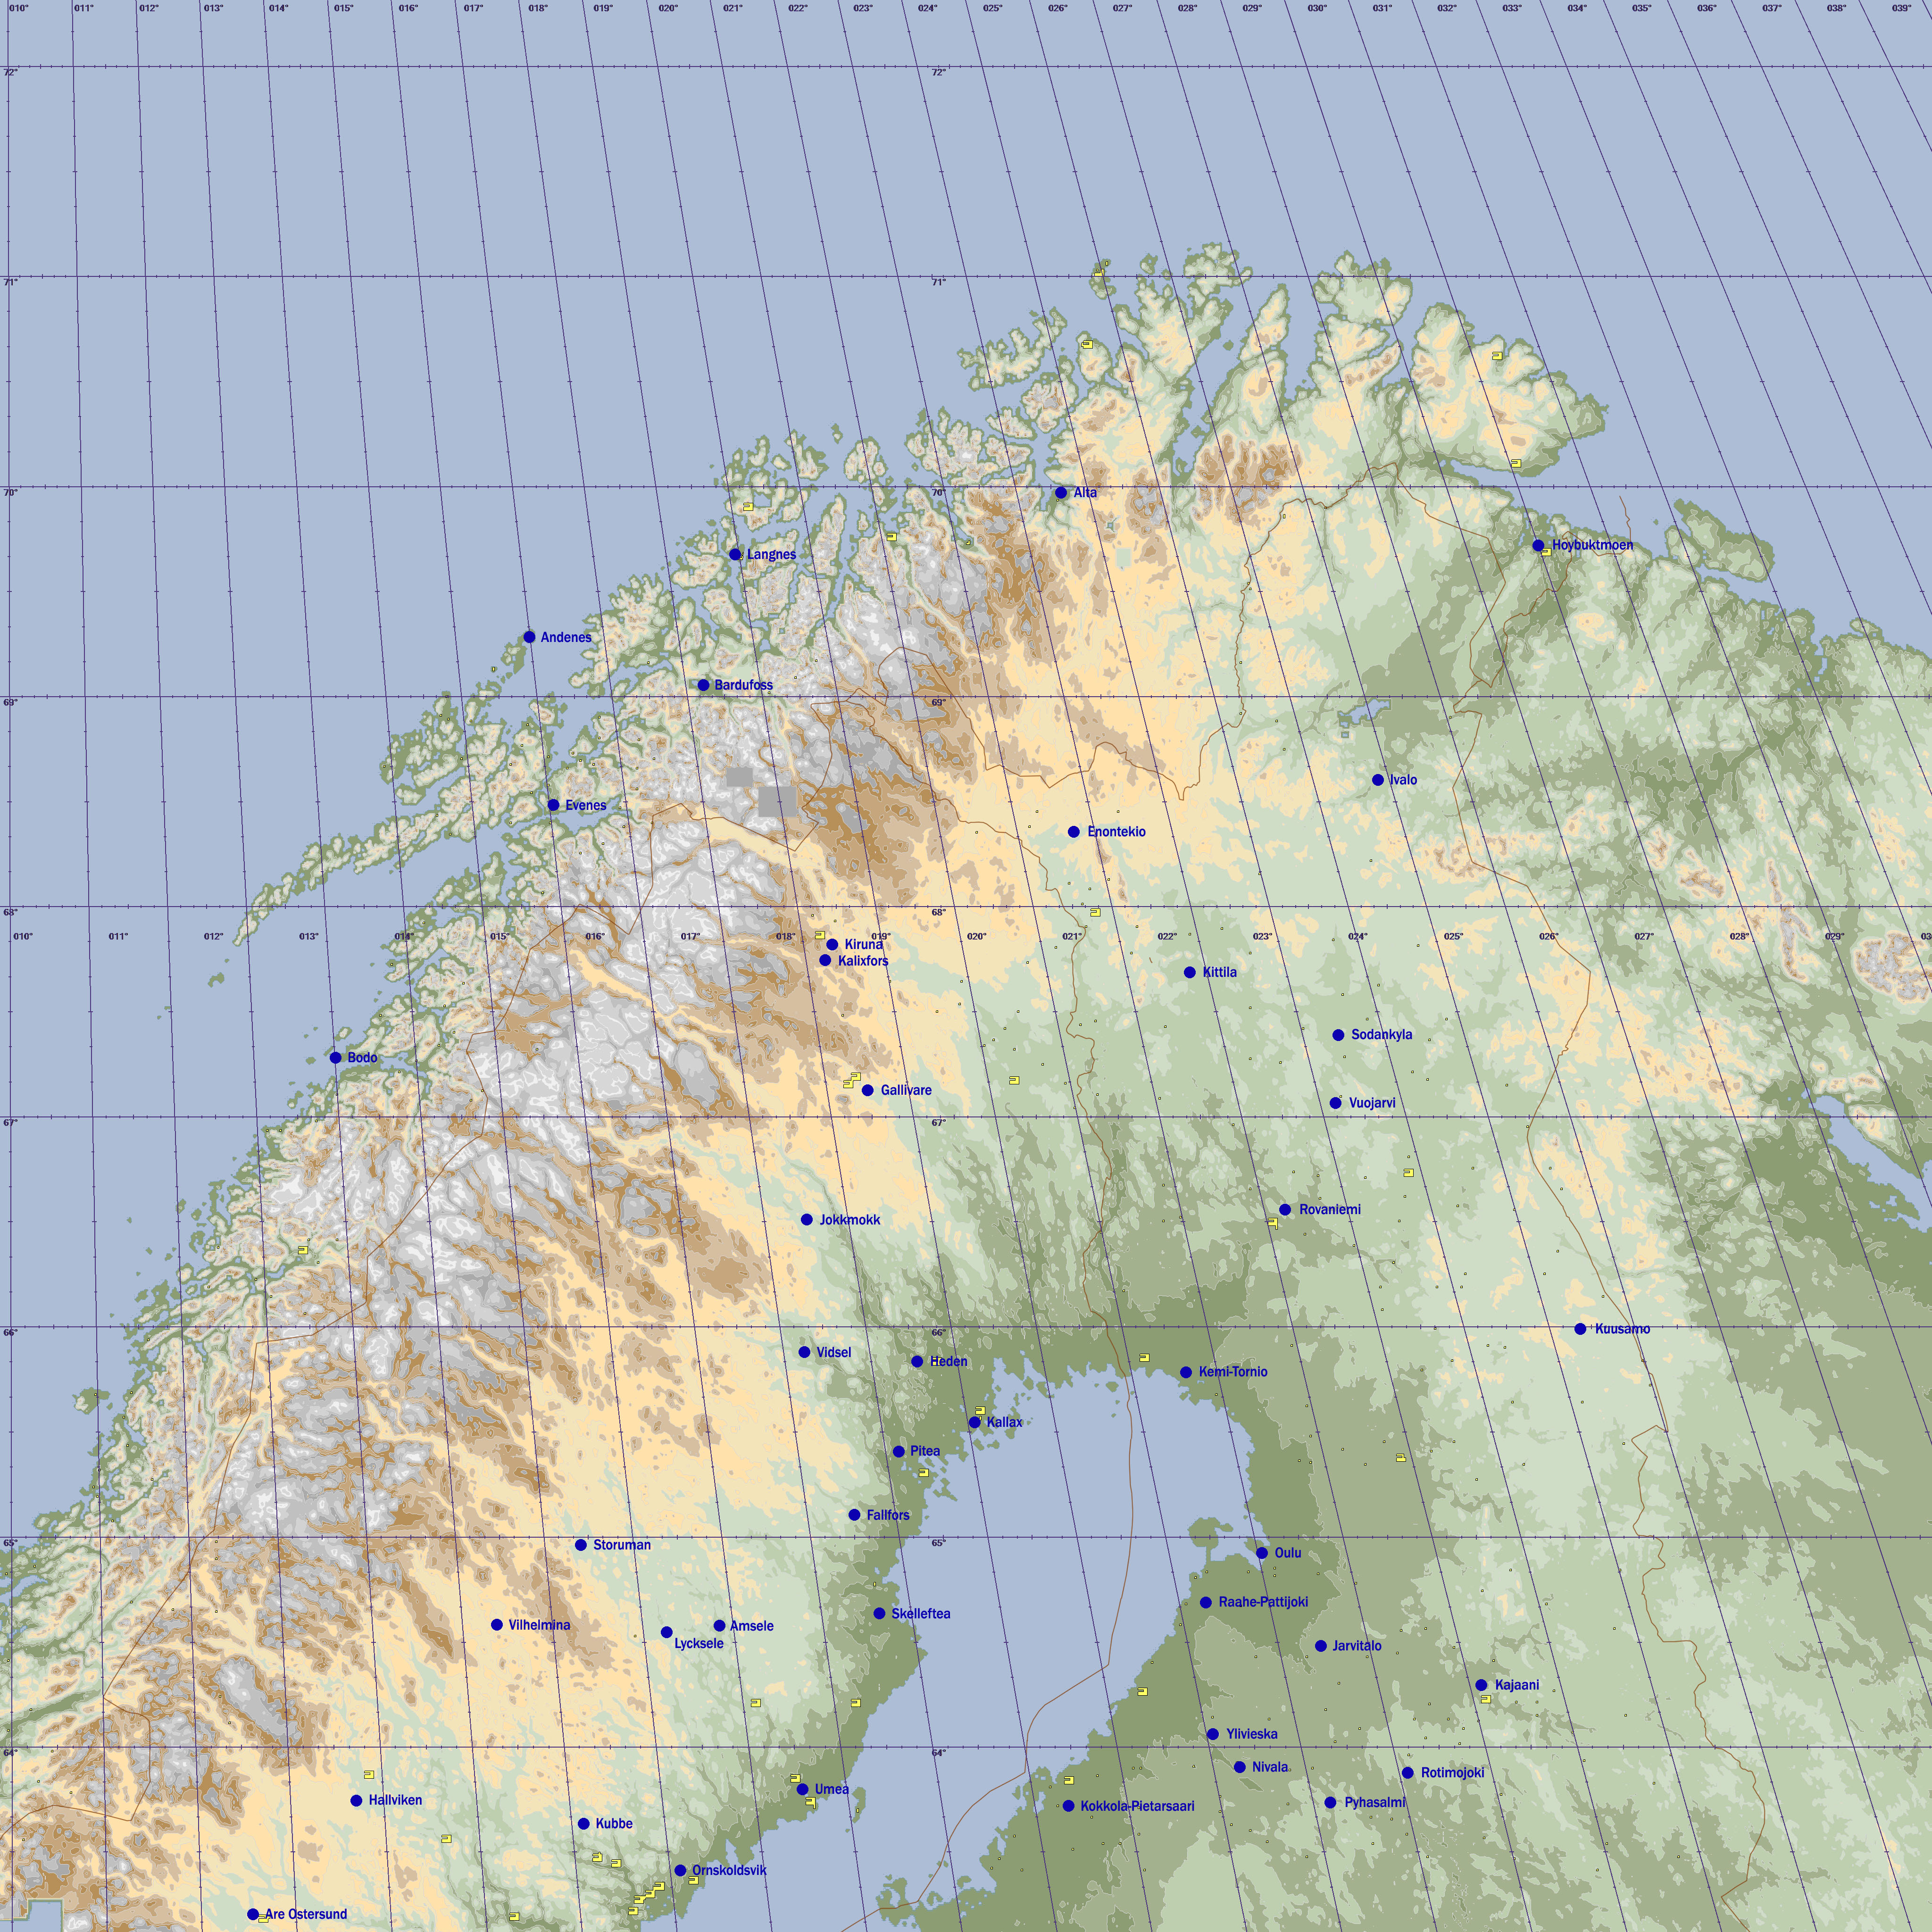 010° 011° 012° 013° 014° 015° 016° 017° 018° 019° 020° 021° 022° 023° 024° 025° 026° 027° 028° 029° 030° 031° 032° 033° 034° 035° 036° 037° 038° 039°
72° 72°
71° 71°
70° 70°
Alta
Hoybuktmoen
Langnes
Andenes
Bardufoss
69° 69°
Ivalo
Evenes
Enontekio
68° 68°
010° 011° 012° 013° 014° 015° 016° 017° 018° 019° 020° 021° 022° 023° 024° 025° 026° 027° 028° 029° 03
Kiruna
Kalixfors
Kittila
Sodankyla
Bodo
Gallivare
Vuojarvi
67° 67°
Rovaniemi
Jokkmokk
66° 66°
Kuusamo
Vidsel
Heden
Kemi-Tornio
Kallax
Pitea
Fallfors
65° 65°
Storuman
Oulu
Raahe-Pattijoki
Skelleftea
Vilhelmina
Amsele
Lycksele
Jarvitalo
Kajaani
Ylivieska
64° 64°
Nivala
Rotimojoki
Umea
Hallviken
Pyhasalmi
Kokkola-Pietarsaari
Kubbe
Ornskoldsvik
Are Ostersund